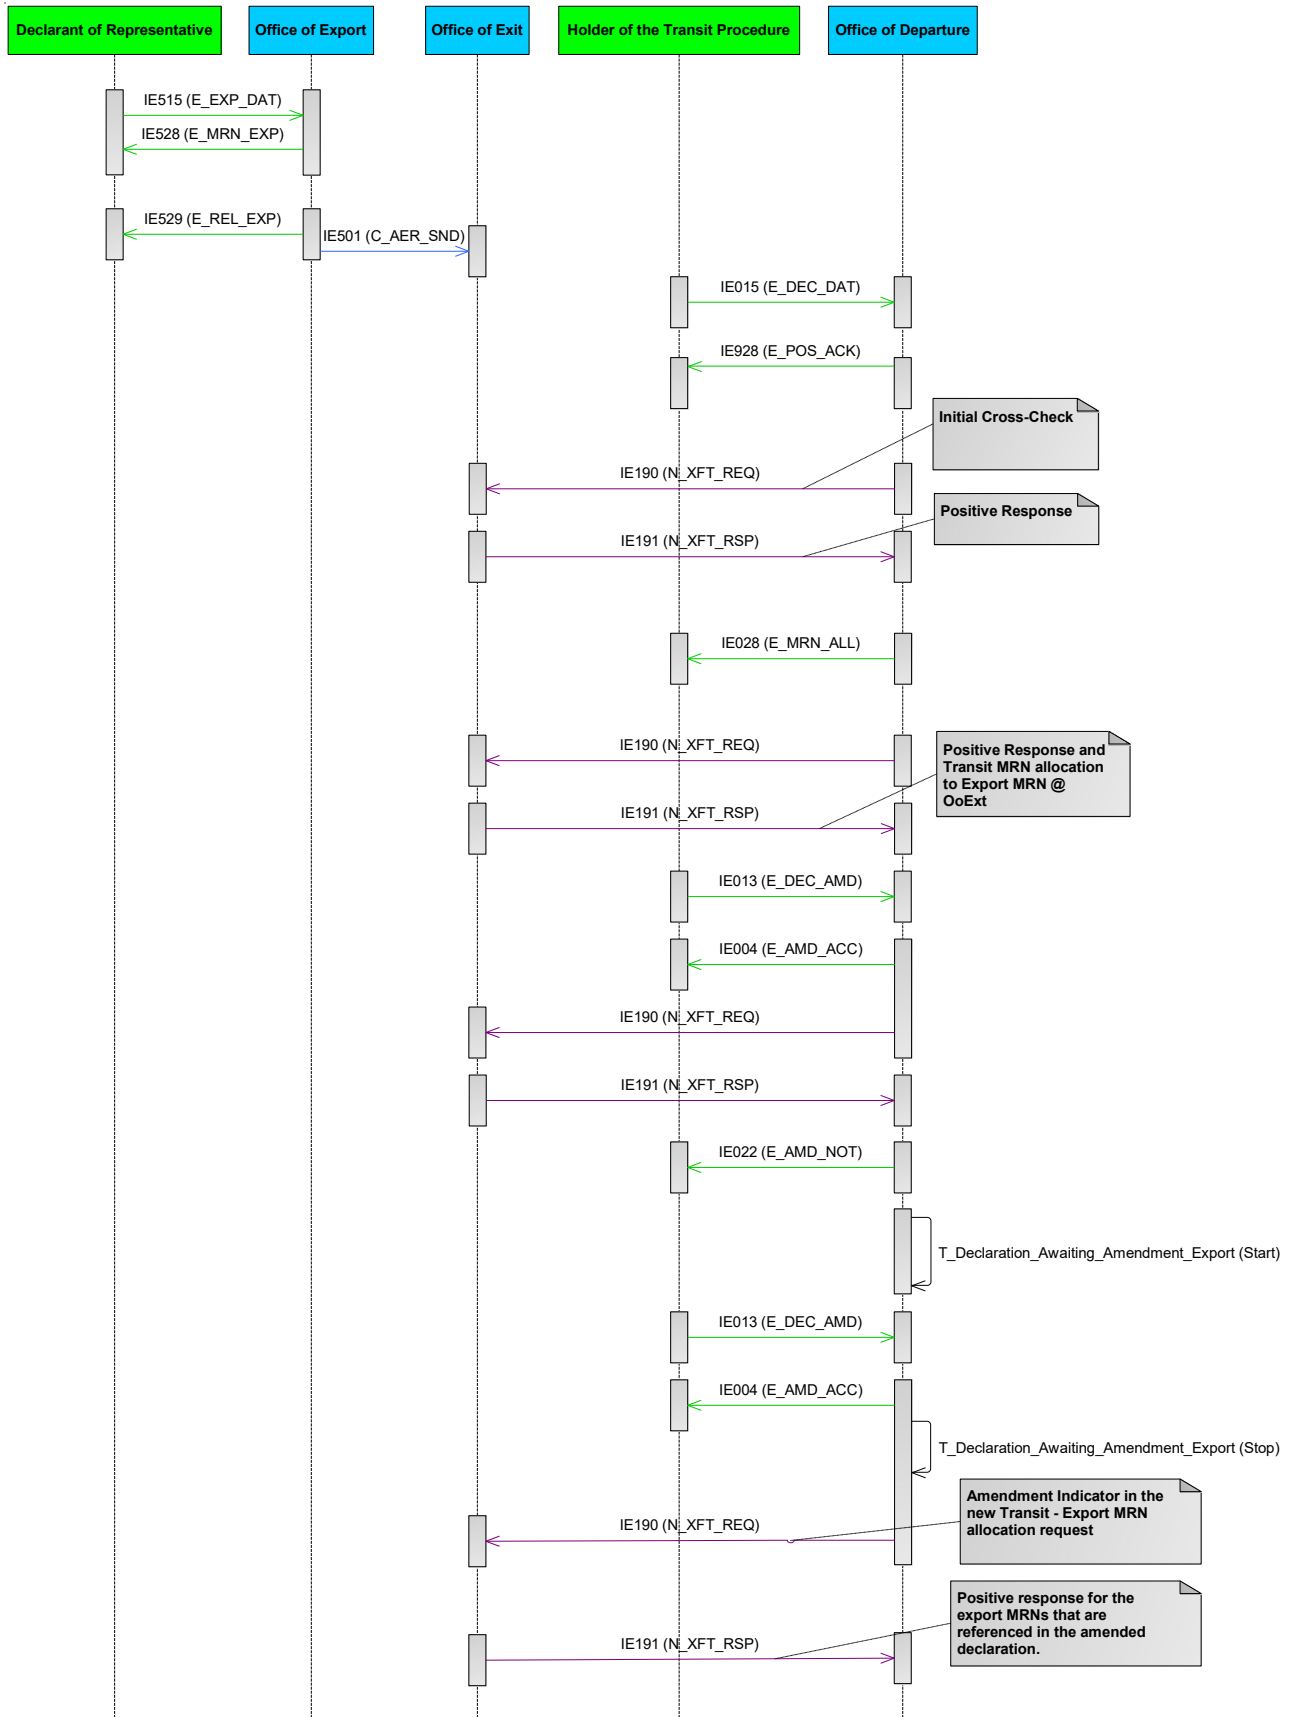 Declarant of Representative
Office of Export
Office of Exit
Holder of the Transit Procedure
Office of Departure
IE515 (E_EXP_DAT)
IE528 (E_MRN_EXP)
IE529 (E_REL_EXP)
IE501 (C_AER_SND)
IE015 (E_DEC_DAT)
IE928 (E_POS_ACK)
Initial Cross-Check
IE190 (N_XFT_REQ)
Positive Response
IE191 (N_XFT_RSP)
IE028 (E_MRN_ALL)
IE190 (N_XFT_REQ)
Positive Response and
Transit MRN allocation
to Export MRN @
OoExt
IE191 (N_XFT_RSP)
IE013 (E_DEC_AMD)
IE004 (E_AMD_ACC)
IE190 (N_XFT_REQ)
IE191 (N_XFT_RSP)
IE022 (E_AMD_NOT)
T_Declaration_Awaiting_Amendment_Export (Start)
IE013 (E_DEC_AMD)
IE004 (E_AMD_ACC)
T_Declaration_Awaiting_Amendment_Export (Stop)
Amendment Indicator in the
new Transit - Export MRN
allocation request
IE190 (N_XFT_REQ)
Positive response for the
export MRNs that are
referenced in the amended
declaration.
IE191 (N_XFT_RSP)